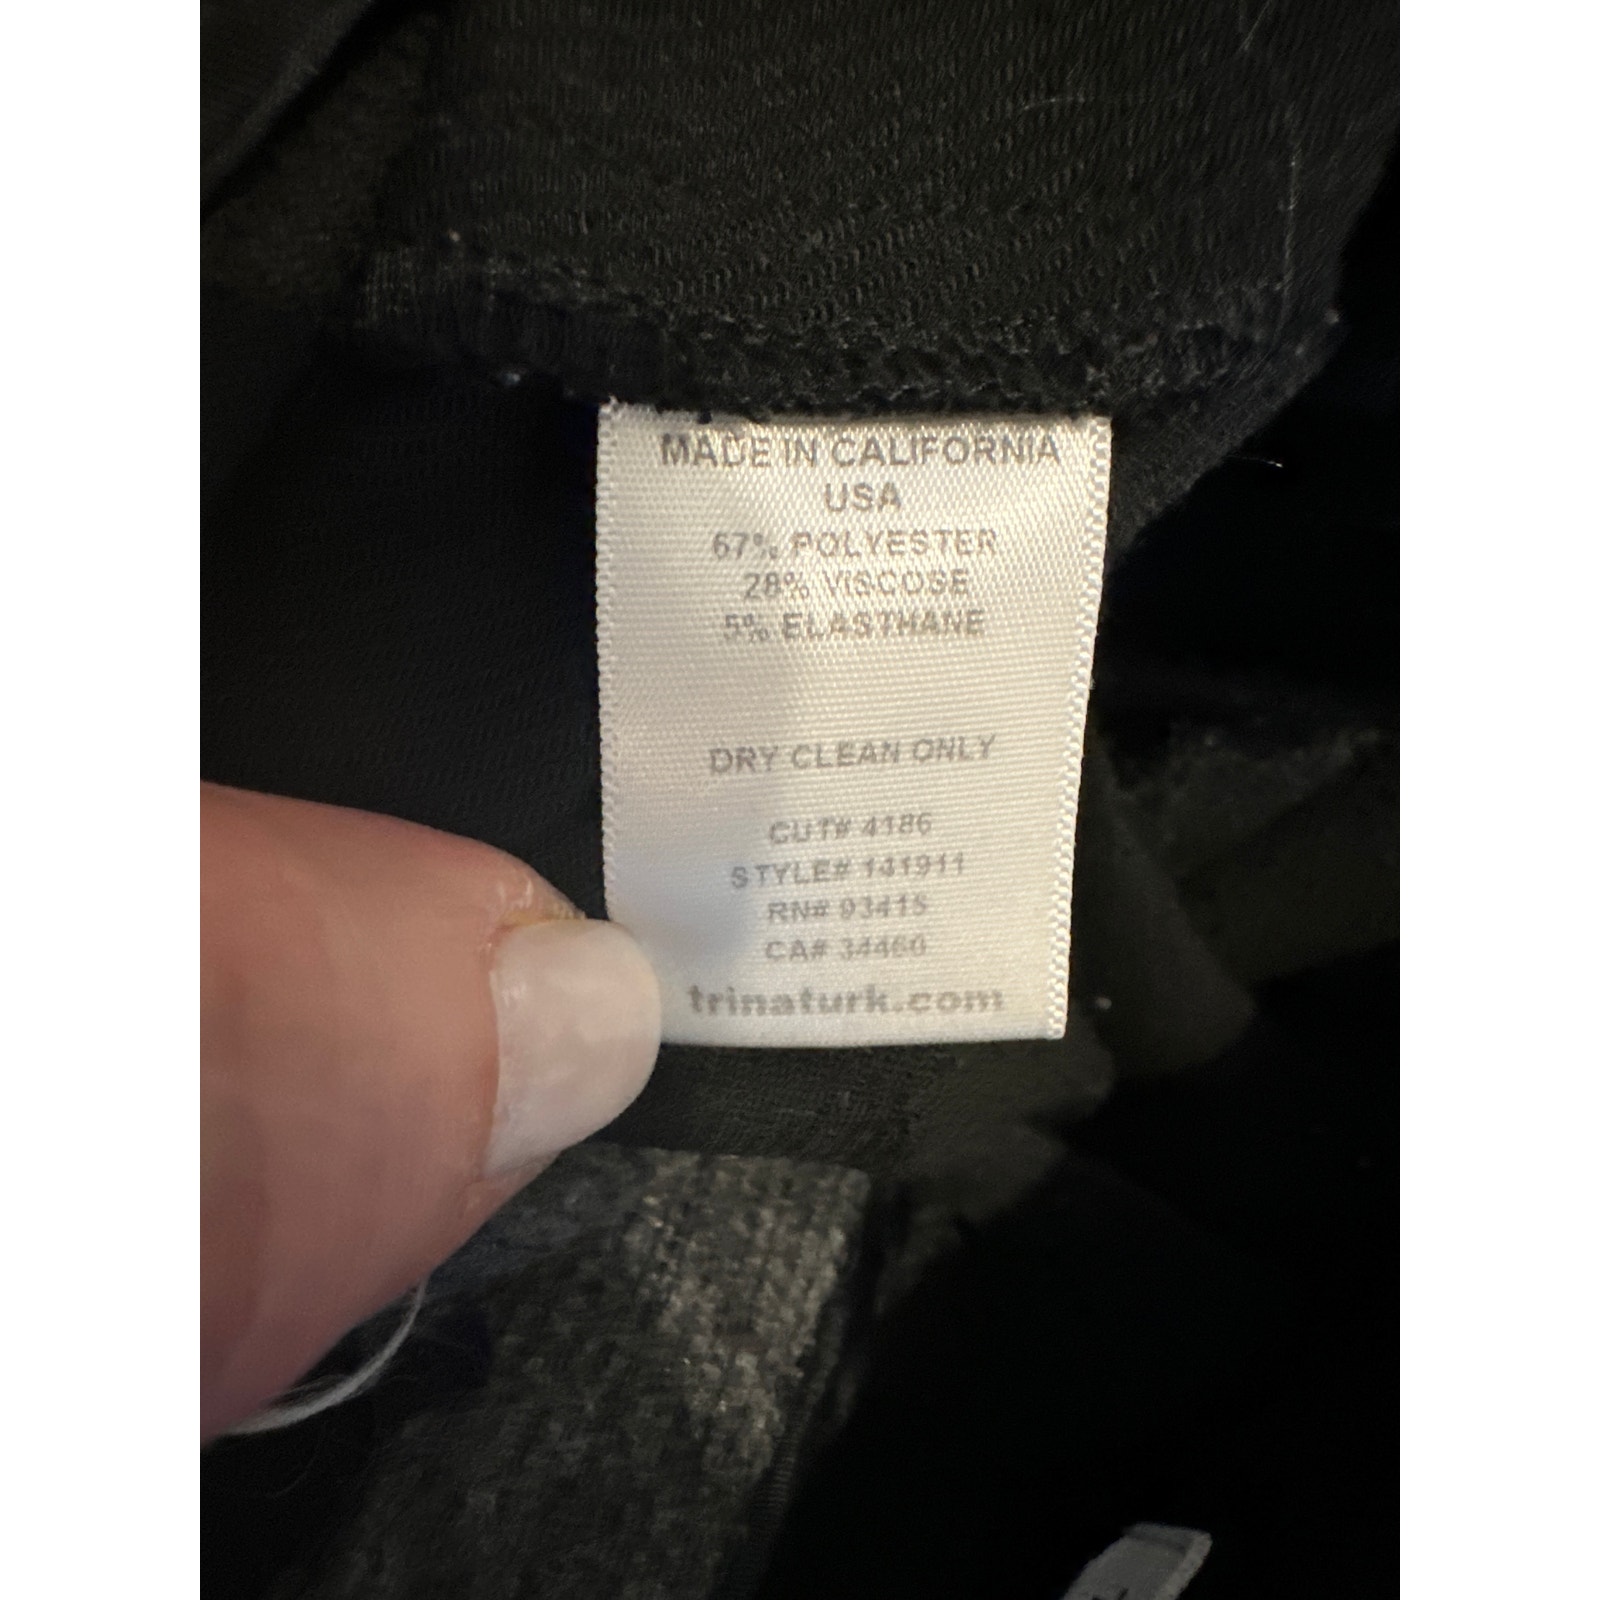 MADE IN CALIFORNIA
USA
67% POLYESTER
28% VISCOSE
5% ELASTHANE
DRY CLEAN ONLY
CUT# 4186
STYLE# 141911
RN# 93415
CA# 34460
trinaturk.com